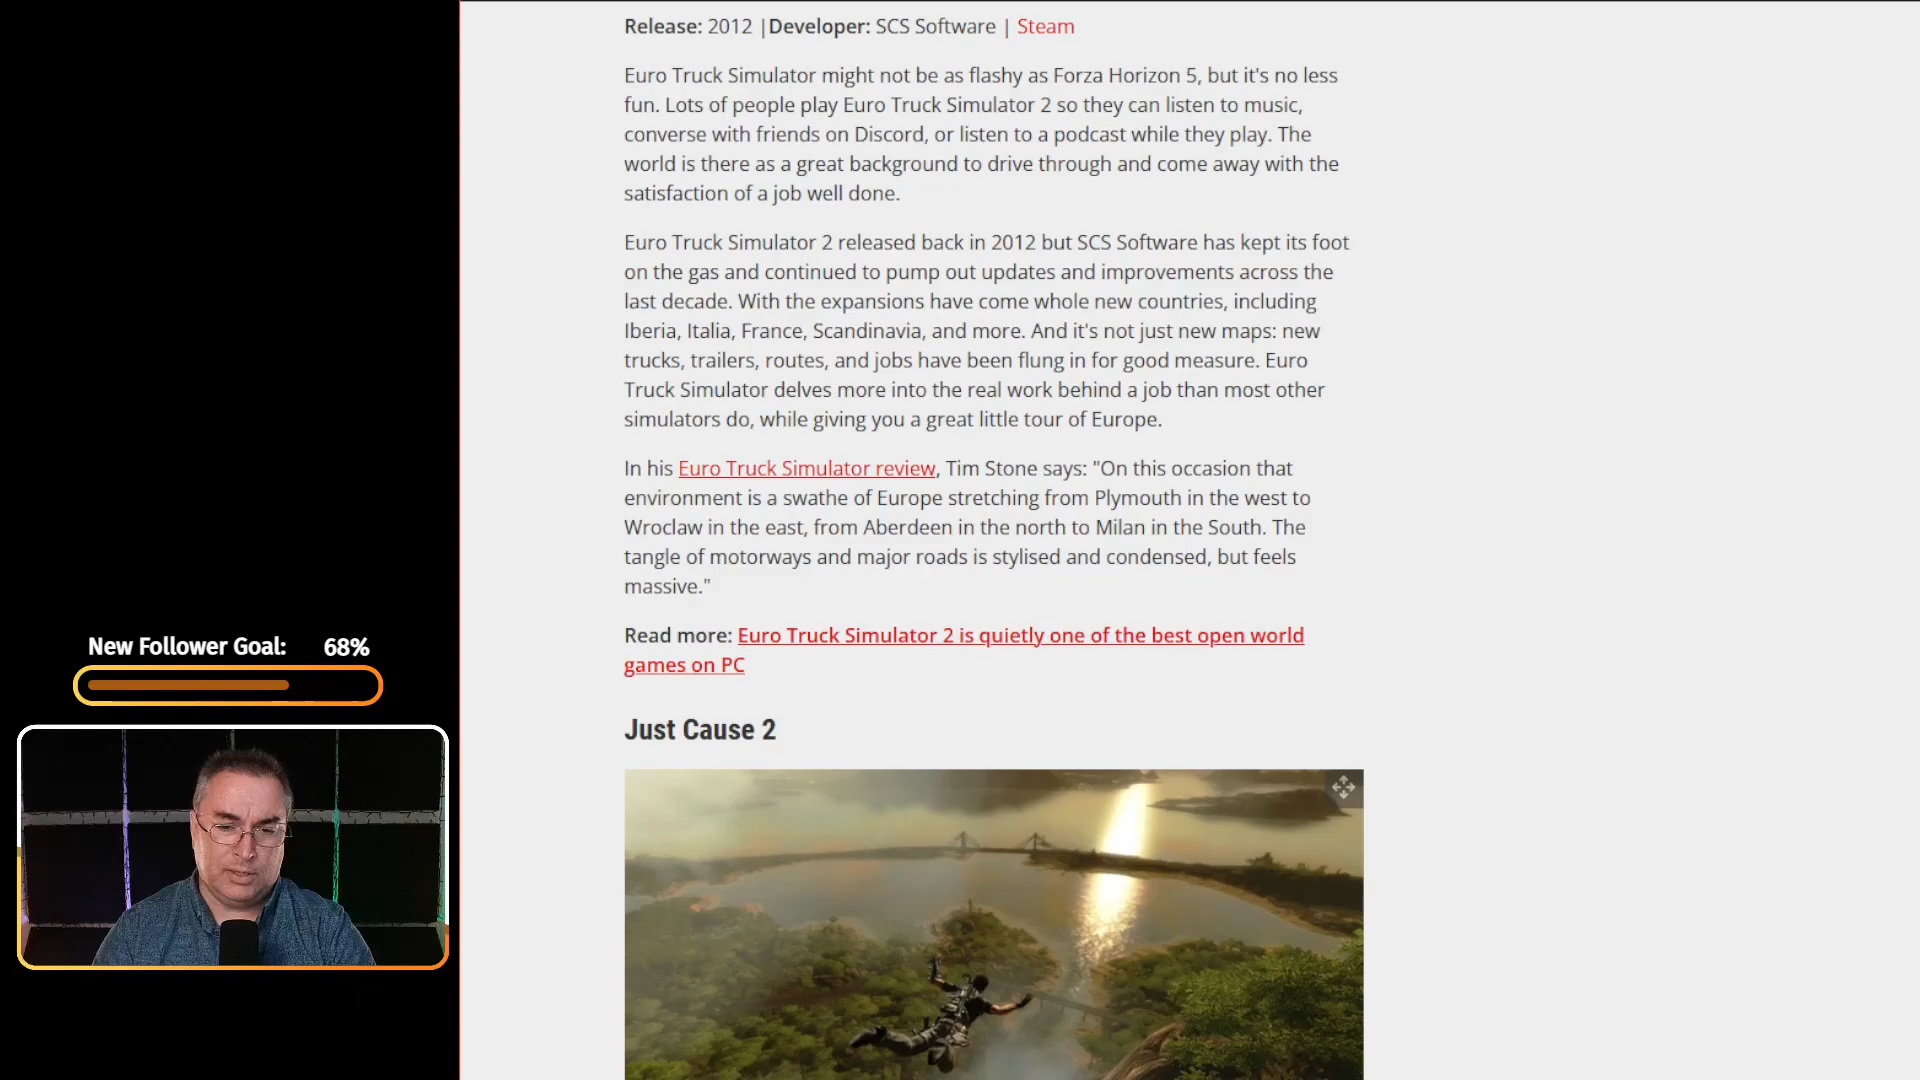 Release: 2012 |Developer: SCS Software | Steam
Euro Truck Simulator might not be as flashy as Forza Horizon 5, but it's no less
fun. Lots of people play Euro Truck Simulator 2 so they can listen to music,
converse with friends on Discord, or listen to a podcast while they play. The
world is there as a great background to drive through and come away with the
satisfaction of a job well done.
Euro Truck Simulator 2 released back in 2012 but SCS Software has kept its foot
on the gas and continued to pump out updates and improvements across the
last decade. With the expansions have come whole new countries, including
Iberia, Italia, France, Scandinavia, and more. And it's not just new maps: new
trucks, trailers, routes, and jobs have been flung in for good measure. Euro
Truck Simulator delves more into the real work behind a job than most other
simulators do, while giving you a great little tour of Europe.
In his Euro Truck Simulator review, Tim Stone says: "On this occasion that
environment is a swathe of Europe stretching from Plymouth in the west to
Wroclaw in the east, from Aberdeen in the north to Milan in the South. The
tangle of motorways and major roads is stylised and condensed, but feels
massive."
Read more: Euro Truck Simulator 2 is quietly one of the best open world
games on PC
Just Cause 2
New Follower Goal: 68%